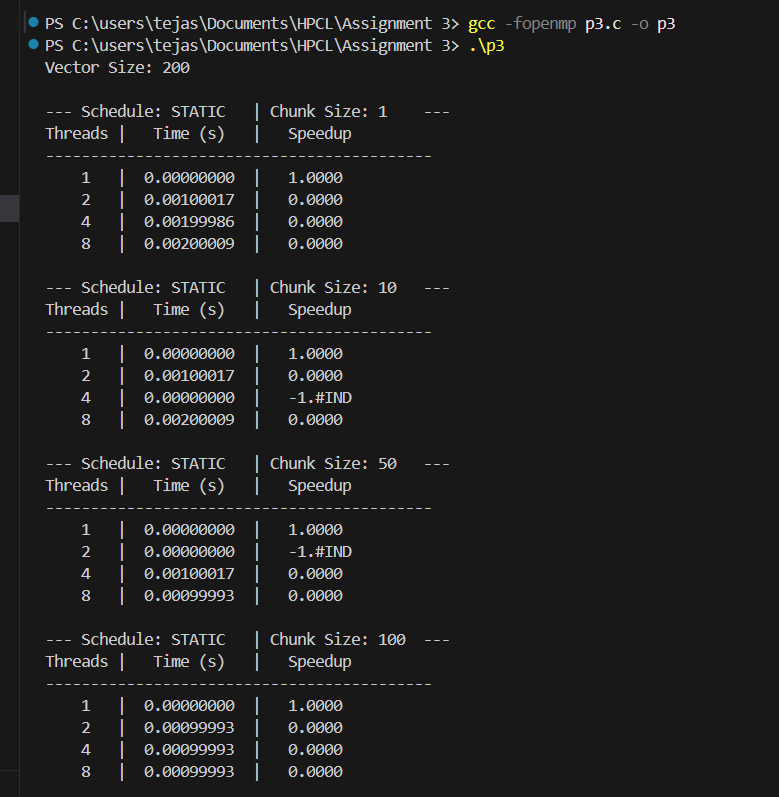 PS C:\users\tejas\Documents\HPCL\Assignment 3> gcc -fopenmp p3.c -o p3
PS C:\users\tejas\Documents\HPCL\Assignment 3> .\p3
Vector Size: 200
--- Schedule: STATIC   | Chunk Size: 1    ---
Threads |   Time (s)   |   Speedup
-------------------------------------------
    1   |  0.00000000  |   1.0000
    2   |  0.00100017  |   0.0000
    4   |  0.00199986  |   0.0000
    8   |  0.00200009  |   0.0000
--- Schedule: STATIC   | Chunk Size: 10   ---
Threads |   Time (s)   |   Speedup
-------------------------------------------
    1   |  0.00000000  |   1.0000
    2   |  0.00100017  |   0.0000
    4   |  0.00000000  |   -1.#IND
    8   |  0.00200009  |   0.0000
--- Schedule: STATIC   | Chunk Size: 50   ---
Threads |   Time (s)   |   Speedup
-------------------------------------------
    1   |  0.00000000  |   1.0000
    2   |  0.00000000  |   -1.#IND
    4   |  0.00100017  |   0.0000
    8   |  0.00099993  |   0.0000
--- Schedule: STATIC   | Chunk Size: 100  ---
Threads |   Time (s)   |   Speedup
-------------------------------------------
    1   |  0.00000000  |   1.0000
    2   |  0.00099993  |   0.0000
    4   |  0.00099993  |   0.0000
    8   |  0.00099993  |   0.0000